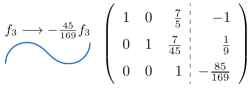 f₃ ⟶ -45/169 f₃
1 0 7/5 -1
0 1 7/45 1/9
0 0 1 -85/169